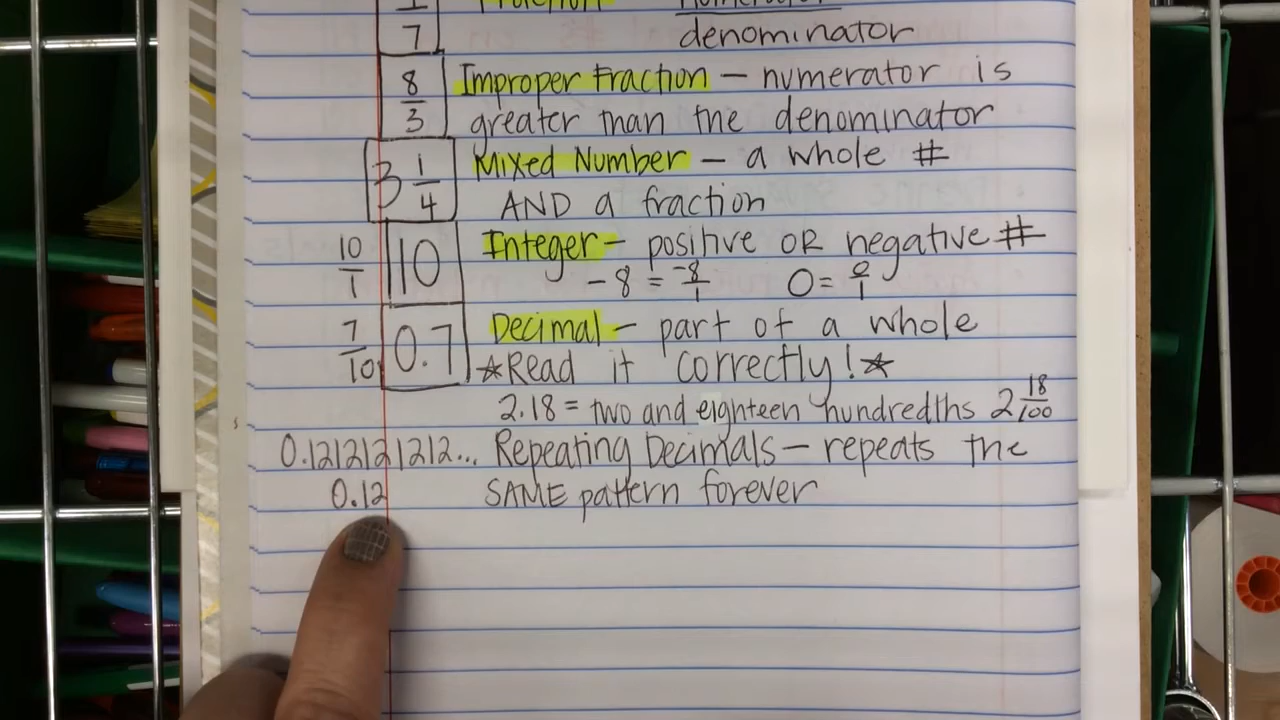 1 Fraction numerator
7 denominator
8/3 Improper Fraction – numerator is
greater than the denominator
3 1/4 Mixed Number – a whole #
AND a fraction
10/1 10 Integer – positive OR negative #
-8 = -8/1 0 = 0/1
7/10 0.7 Decimal – part of a whole
☆Read it correctly!☆
2.18 = two and eighteen hundredths 2 18/100
0.1212121212... Repeating Decimals – repeats the
0.12 SAME pattern forever